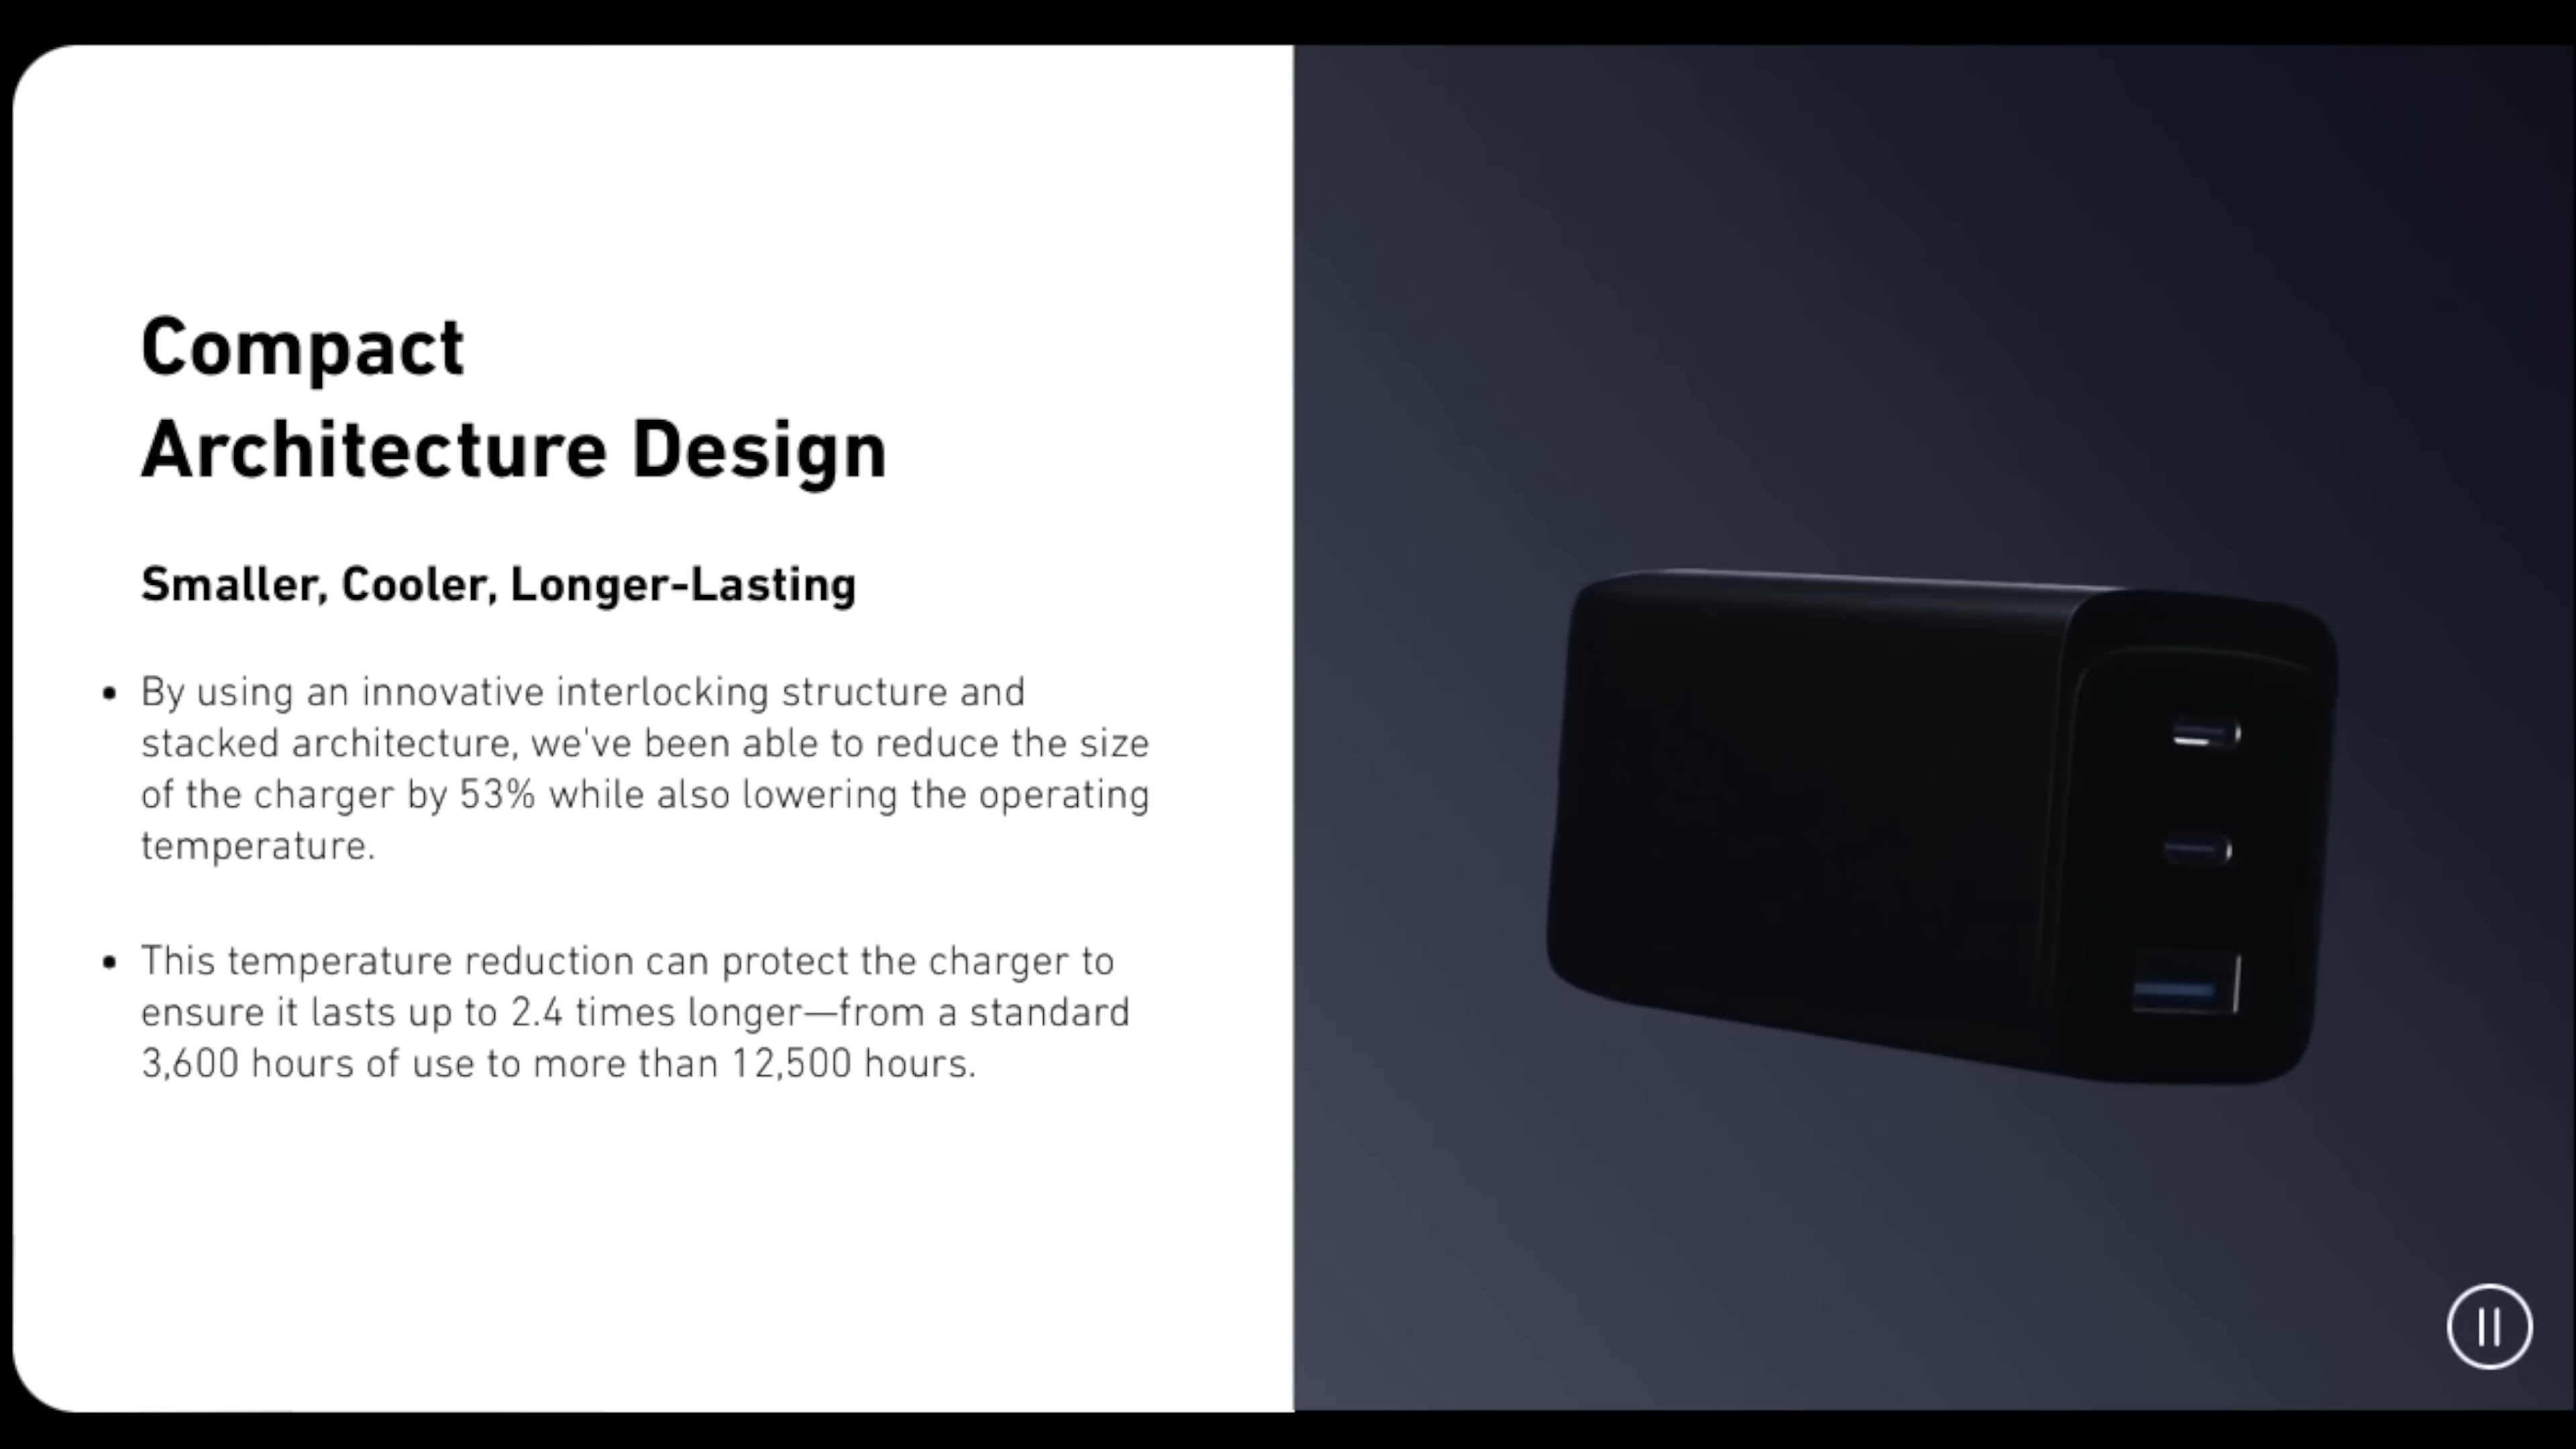 Compact
Architecture Design
Smaller, Cooler, Longer-Lasting
• By using an innovative interlocking structure and
stacked architecture, we've been able to reduce the size
of the charger by 53% while also lowering the operating
temperature.
• This temperature reduction can protect the charger to
ensure it lasts up to 2.4 times longer—from a standard
3,600 hours of use to more than 12,500 hours.